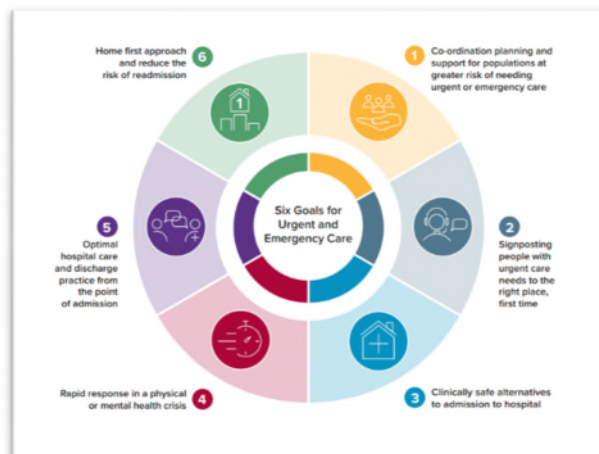 Six Goals for
Urgent and
Emergency Care
1
Co-ordination planning and
support for populations at
greater risk of needing
urgent or emergency care
2
Signposting
people with
urgent care
needs to the
right place,
first time
3
Clinically safe alternatives
to admission to hospital
4
Rapid response in a physical
or mental health crisis
5
Optimal
hospital care
and discharge
practice from
the point
of admission
6
Home first approach
and reduce the
risk of readmission
1